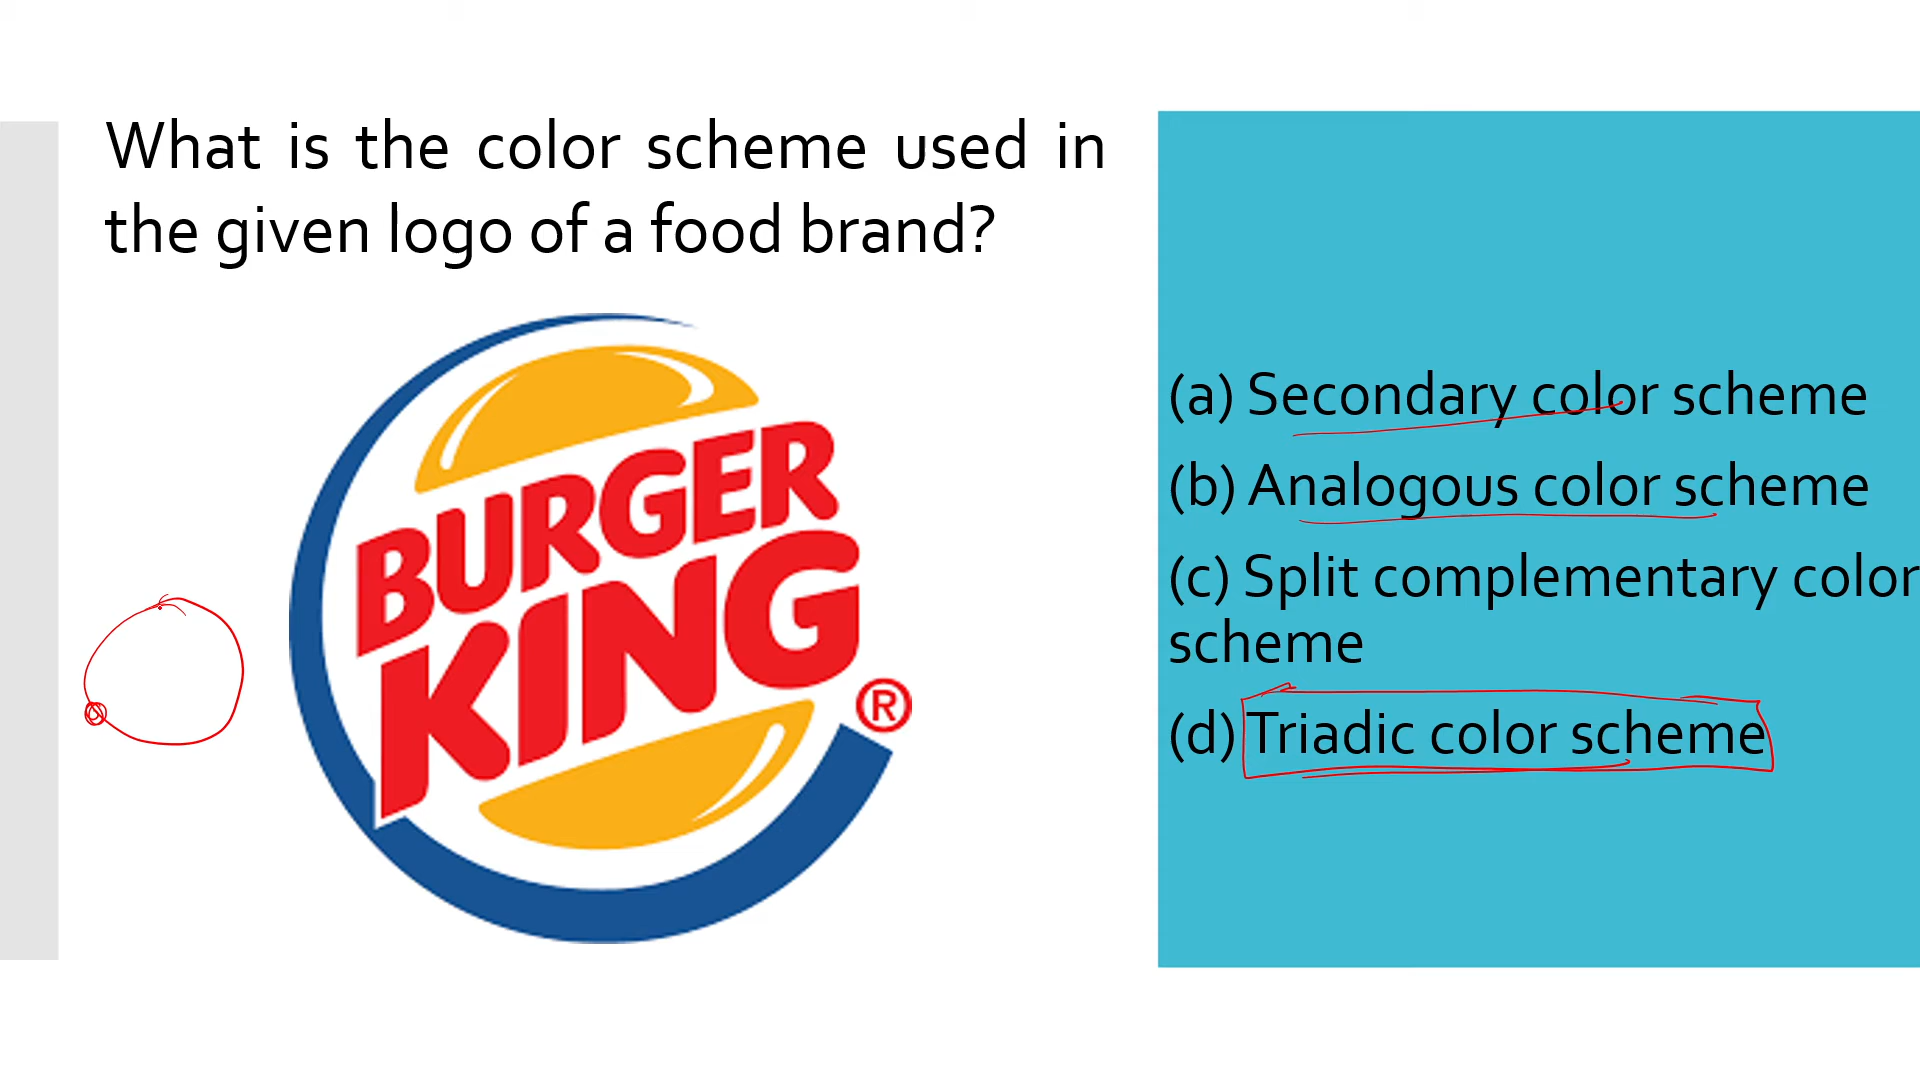 What is the color scheme used in
the given logo of a food brand?
BURGER
KING
®
(a) Secondary color scheme
(b) Analogous color scheme
(c) Split complementary color
scheme
(d) Triadic color scheme